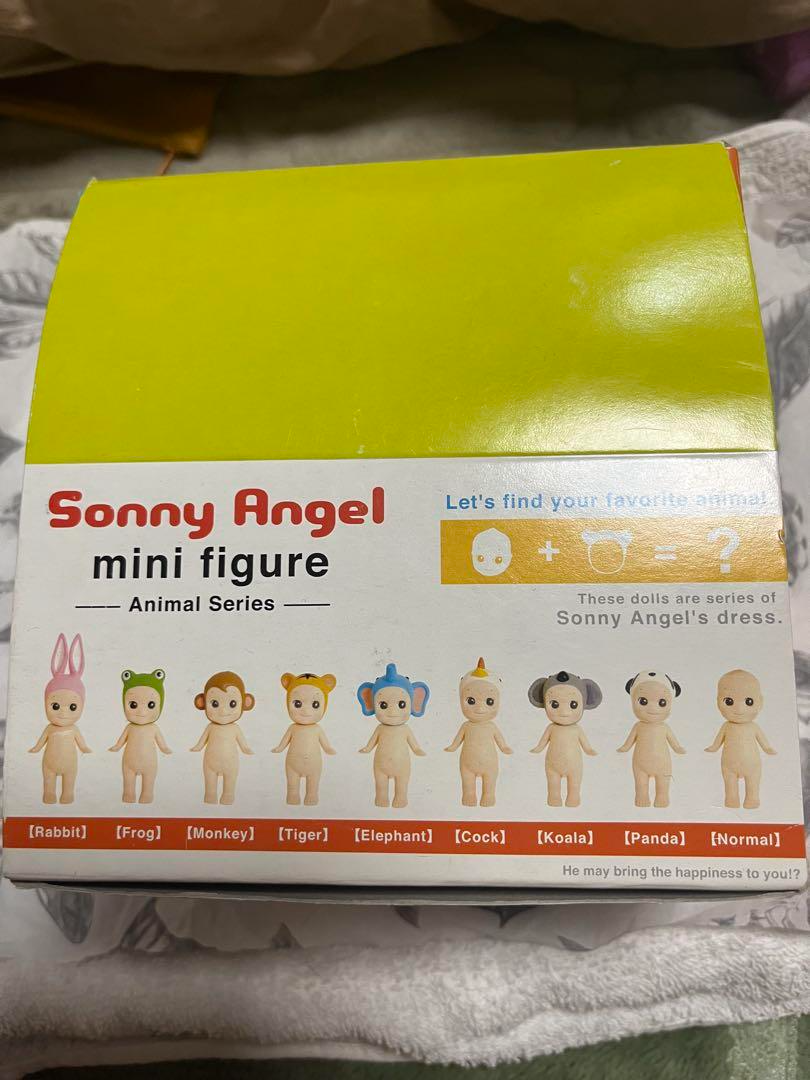 Sonny Angel
mini figure
Animal Series
Let's find your favorite animal
+ = ?
These dolls are series of
Sonny Angel's dress.
【Rabbit】 【Frog】 【Monkey】 【Tiger】 【Elephant】 【Cock】 【Koala】 【Panda】 【Normal】
He may bring the happiness to you!?